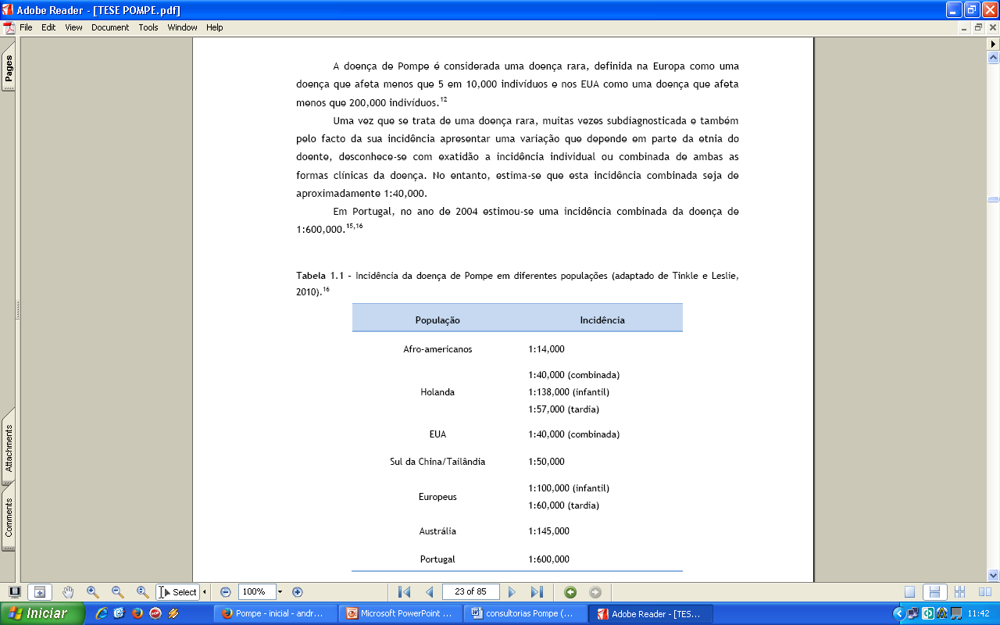 Adobe Reader - [TESE POMPE.pdf]
File Edit View Document Tools Window Help
Pages
Attachments
Comments
A doença de Pompe é considerada uma doença rara, definida na Europa como uma
doença que afeta menos que 5 em 10,000 indivíduos e nos EUA como uma doença que afeta
menos que 200,000 indivíduos.12
Uma vez que se trata de uma doença rara, muitas vezes subdiagnosticada e também
pelo facto da sua incidência apresentar uma variação que depende em parte da etnia do
doente, desconhece-se com exatidão a incidência individual ou combinada de ambas as
formas clínicas da doença. No entanto, estima-se que esta incidência combinada seja de
aproximadamente 1:40,000.
Em Portugal, no ano de 2004 estimou-se uma incidência combinada da doença de
1:600,000.15,16
Tabela 1.1 - Incidência da doença de Pompe em diferentes populações (adaptado de Tinkle e Leslie,
2010).16
População Incidência
Afro-americanos 1:14,000
1:40,000 (combinada)
Holanda 1:138,000 (infantil)
1:57,000 (tardia)
EUA 1:40,000 (combinada)
Sul da China/Tailândia 1:50,000
1:100,000 (infantil)
Europeus
1:60,000 (tardia)
Austrália 1:145,000
Portugal 1:600,000
Select 100% 23 of 85
Iniciar Pompe - inicial - andr... Microsoft PowerPoint ... consultorias Pompe (... Adobe Reader - [TES... 11:42